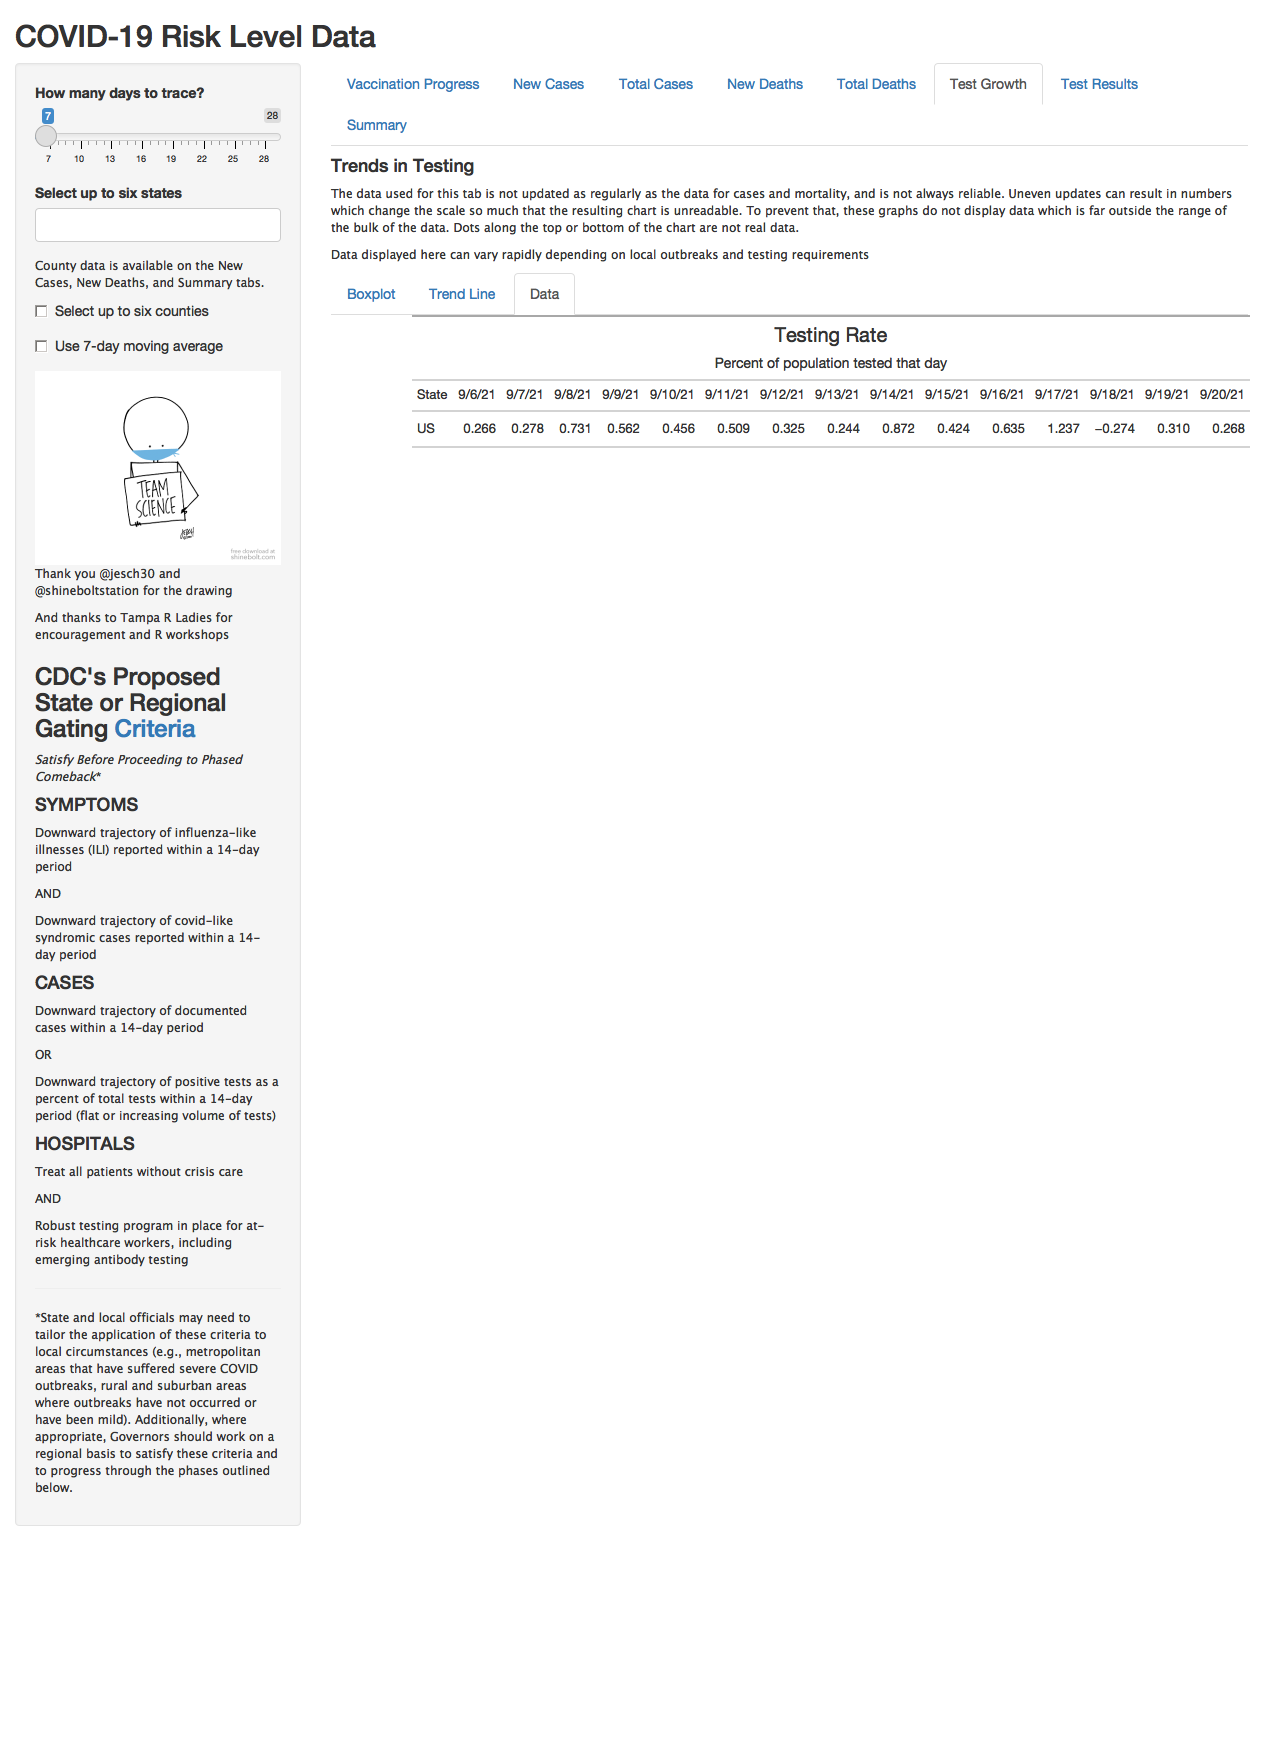 COVID-19 Risk Level Data
How many days to trace?
7 28
7 10 13 16 19 22 25 28
Select up to six states
County data is available on the New
Cases, New Deaths, and Summary tabs.
Select up to six counties
Use 7-day moving average
TEAM
SCIENCE
free download at
shinebolt.com
Thank you @jesch30 and
@shineboltstation for the drawing
And thanks to Tampa R Ladies for
encouragement and R workshops
CDC's Proposed
State or Regional
Gating Criteria
Satisfy Before Proceeding to Phased
Comeback*
SYMPTOMS
Downward trajectory of influenza-like
illnesses (ILI) reported within a 14-day
period
AND
Downward trajectory of covid-like
syndromic cases reported within a 14-
day period
CASES
Downward trajectory of documented
cases within a 14-day period
OR
Downward trajectory of positive tests as a
percent of total tests within a 14-day
period (flat or increasing volume of tests)
HOSPITALS
Treat all patients without crisis care
AND
Robust testing program in place for at-
risk healthcare workers, including
emerging antibody testing
*State and local officials may need to
tailor the application of these criteria to
local circumstances (e.g., metropolitan
areas that have suffered severe COVID
outbreaks, rural and suburban areas
where outbreaks have not occurred or
have been mild). Additionally, where
appropriate, Governors should work on a
regional basis to satisfy these criteria and
to progress through the phases outlined
below.
Vaccination Progress New Cases Total Cases New Deaths Total Deaths Test Growth Test Results
Summary
Trends in Testing
The data used for this tab is not updated as regularly as the data for cases and mortality, and is not always reliable. Uneven updates can result in numbers
which change the scale so much that the resulting chart is unreadable. To prevent that, these graphs do not display data which is far outside the range of
the bulk of the data. Dots along the top or bottom of the chart are not real data.
Data displayed here can vary rapidly depending on local outbreaks and testing requirements
Boxplot Trend Line Data
Testing Rate
Percent of population tested that day
State 9/6/21 9/7/21 9/8/21 9/9/21 9/10/21 9/11/21 9/12/21 9/13/21 9/14/21 9/15/21 9/16/21 9/17/21 9/18/21 9/19/21 9/20/21
US 0.266 0.278 0.731 0.562 0.456 0.509 0.325 0.244 0.872 0.424 0.635 1.237 −0.274 0.310 0.268